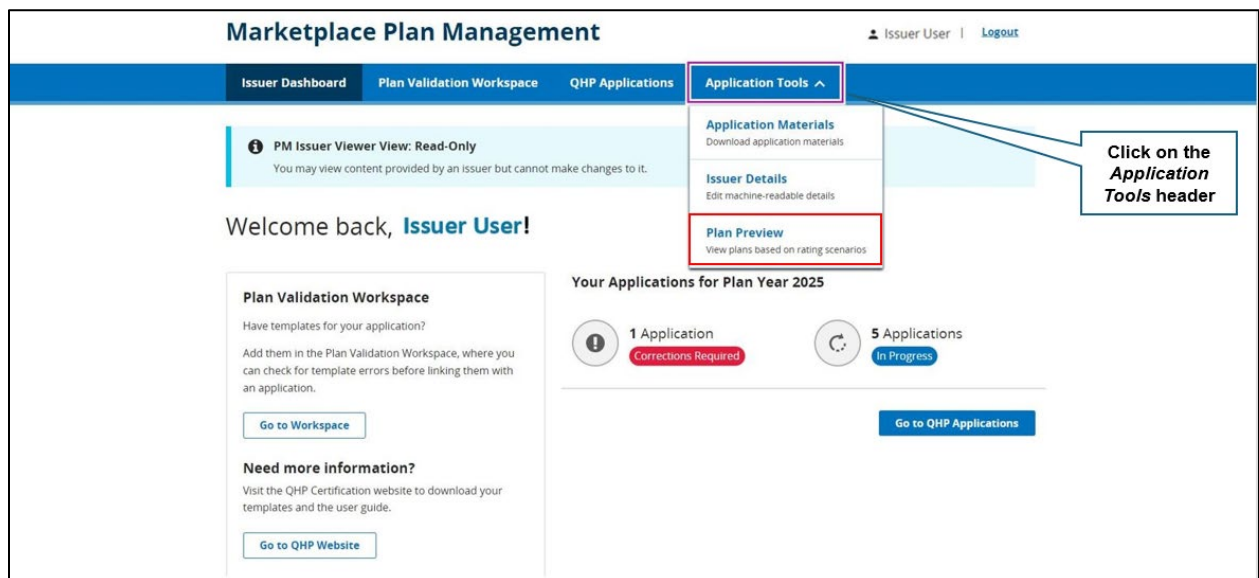 Marketplace Plan Management
Issuer User | Logout
Issuer Dashboard Plan Validation Workspace QHP Applications Application Tools
Application Materials
Download application materials
Issuer Details
Edit machine-readable details
Plan Preview
View plans based on rating scenarios
Click on the
Application
Tools header
PM Issuer Viewer View: Read-Only
You may view content provided by an issuer but cannot make changes to it.
Welcome back, Issuer User!
Plan Validation Workspace
Have templates for your application?
Add them in the Plan Validation Workspace, where you
can check for template errors before linking them with
an application.
Go to Workspace
Need more information?
Visit the QHP Certification website to download your
templates and the user guide.
Go to QHP Website
Your Applications for Plan Year 2025
1 Application
Corrections Required
5 Applications
In Progress
Go to QHP Applications